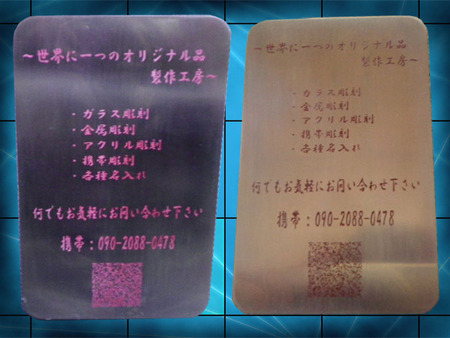 ～世界に一つのオリジナル品
製作工房～
・ガラス彫刻
・金属彫刻
・アクリル彫刻
・携帯彫刻
・各種名入れ
何でもお気軽にお問い合わせ下さい
携帯：090-2088-0478
～世界に一つのオリジナル品
製作工房～
・ガラス彫刻
・金属彫刻
・アクリル彫刻
・携帯彫刻
・各種名入れ
何でもお気軽にお問い合わせ下さい
携帯：090-2088-0478